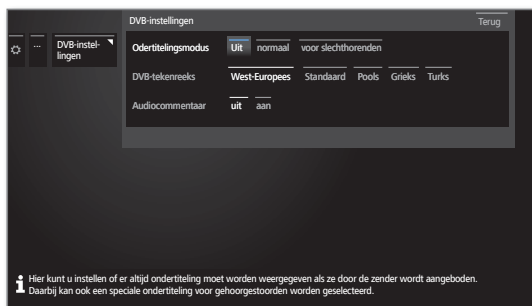 DVB-instellingen
Terug
...
DVB-instel-
lingen
Odertitelingsmodus Uit normaal voor slechthorenden
DVB-tekenreeks West-Europees Standaard Pools Grieks Turks
Audiocommentaar uit aan
Hier kunt u instellen of er altijd ondertiteling moet worden weergegeven als ze door de zender wordt aangeboden.
Daarbij kan ook een speciale ondertiteling voor gehoorgestoorden worden geselecteerd.